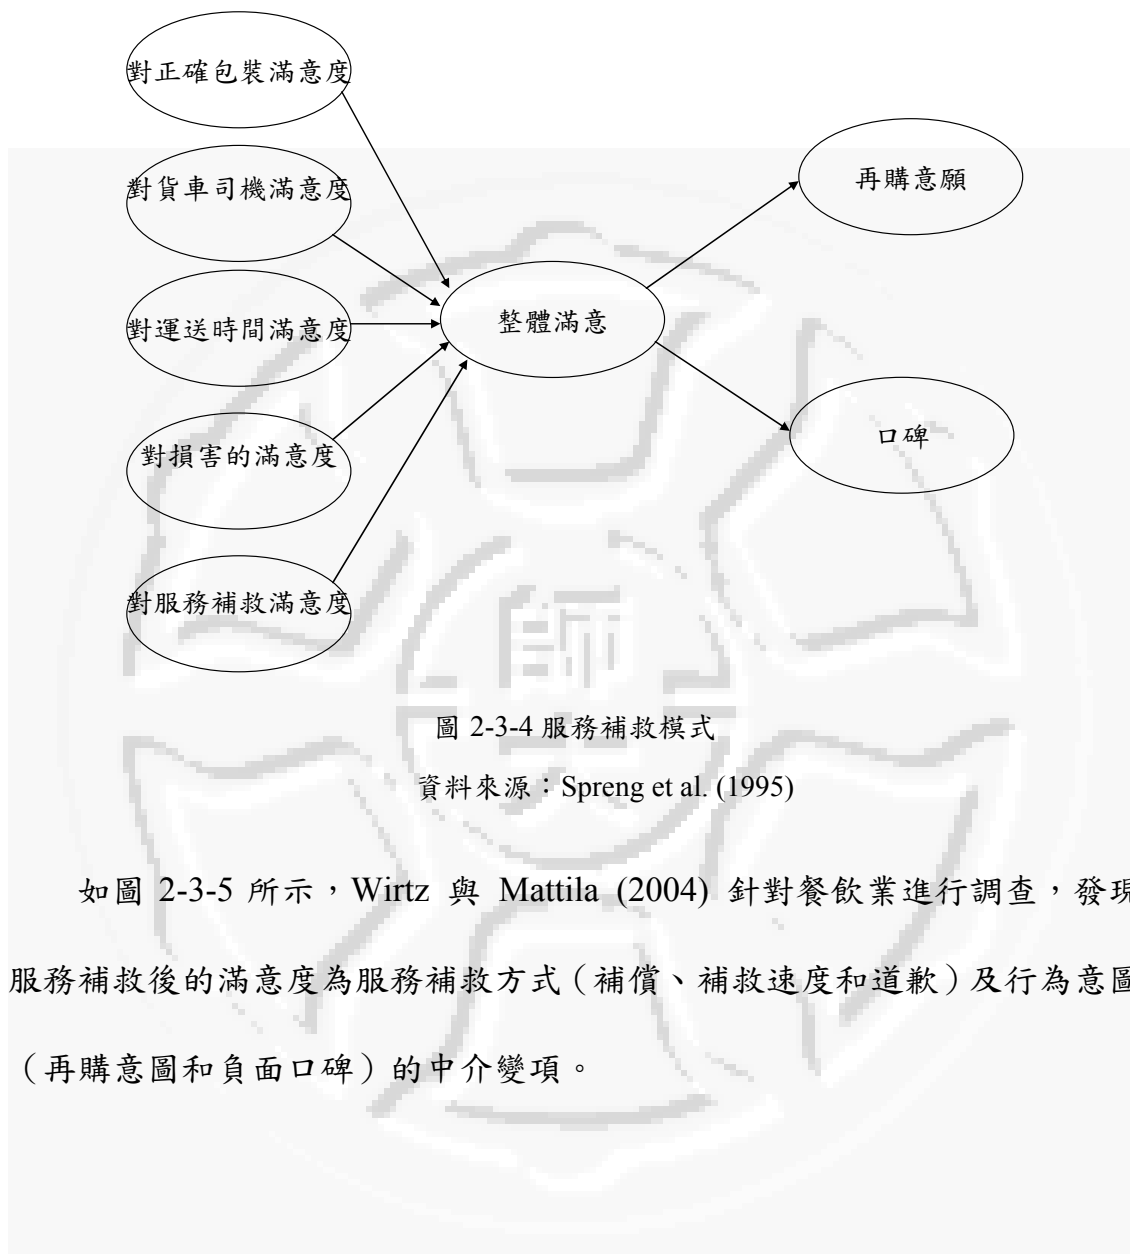 對正確包裝滿意度
對貨車司機滿意度
再購意願
對運送時間滿意度
整體滿意
對損害的滿意度
口碑
對服務補救滿意度
師大
圖 2-3-4 服務補救模式
資料來源：Spreng et al. (1995)
如圖 2-3-5 所示，Wirtz 與 Mattila (2004) 針對餐飲業進行調查，發現
服務補救後的滿意度為服務補救方式（補償、補救速度和道歉）及行為意圖
（再購意圖和負面口碑）的中介變項。